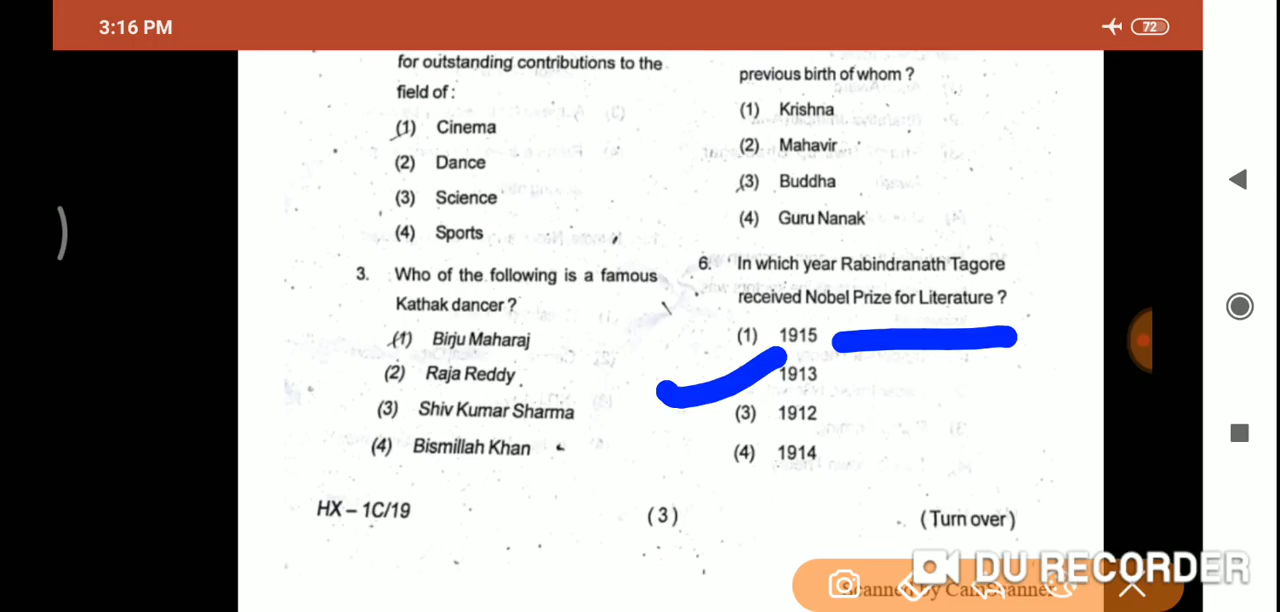 3:16 PM
72
for outstanding contributions to the
field of :
(1) Cinema
(2) Dance
(3) Science
(4) Sports
3. Who of the following is a famous
Kathak dancer ?
(1) Birju Maharaj
(2) Raja Reddy
(3) Shiv Kumar Sharma
(4) Bismillah Khan
HX – 1C/19
(3)
previous birth of whom ?
(1) Krishna
(2) Mahavir
(3) Buddha
(4) Guru Nanak
6. In which year Rabindranath Tagore
received Nobel Prize for Literature ?
(1) 1915
1913
(3) 1912
(4) 1914
(Turn over)
DU RECORDER
Scanned by CamScanner